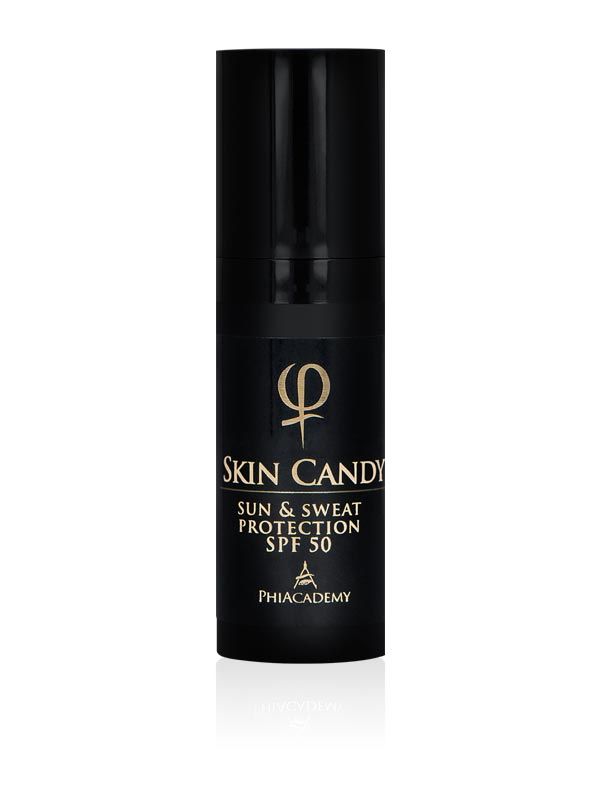 φ
SKIN CANDY
SUN & SWEAT
PROTECTION
SPF 50
PHIACADEMY